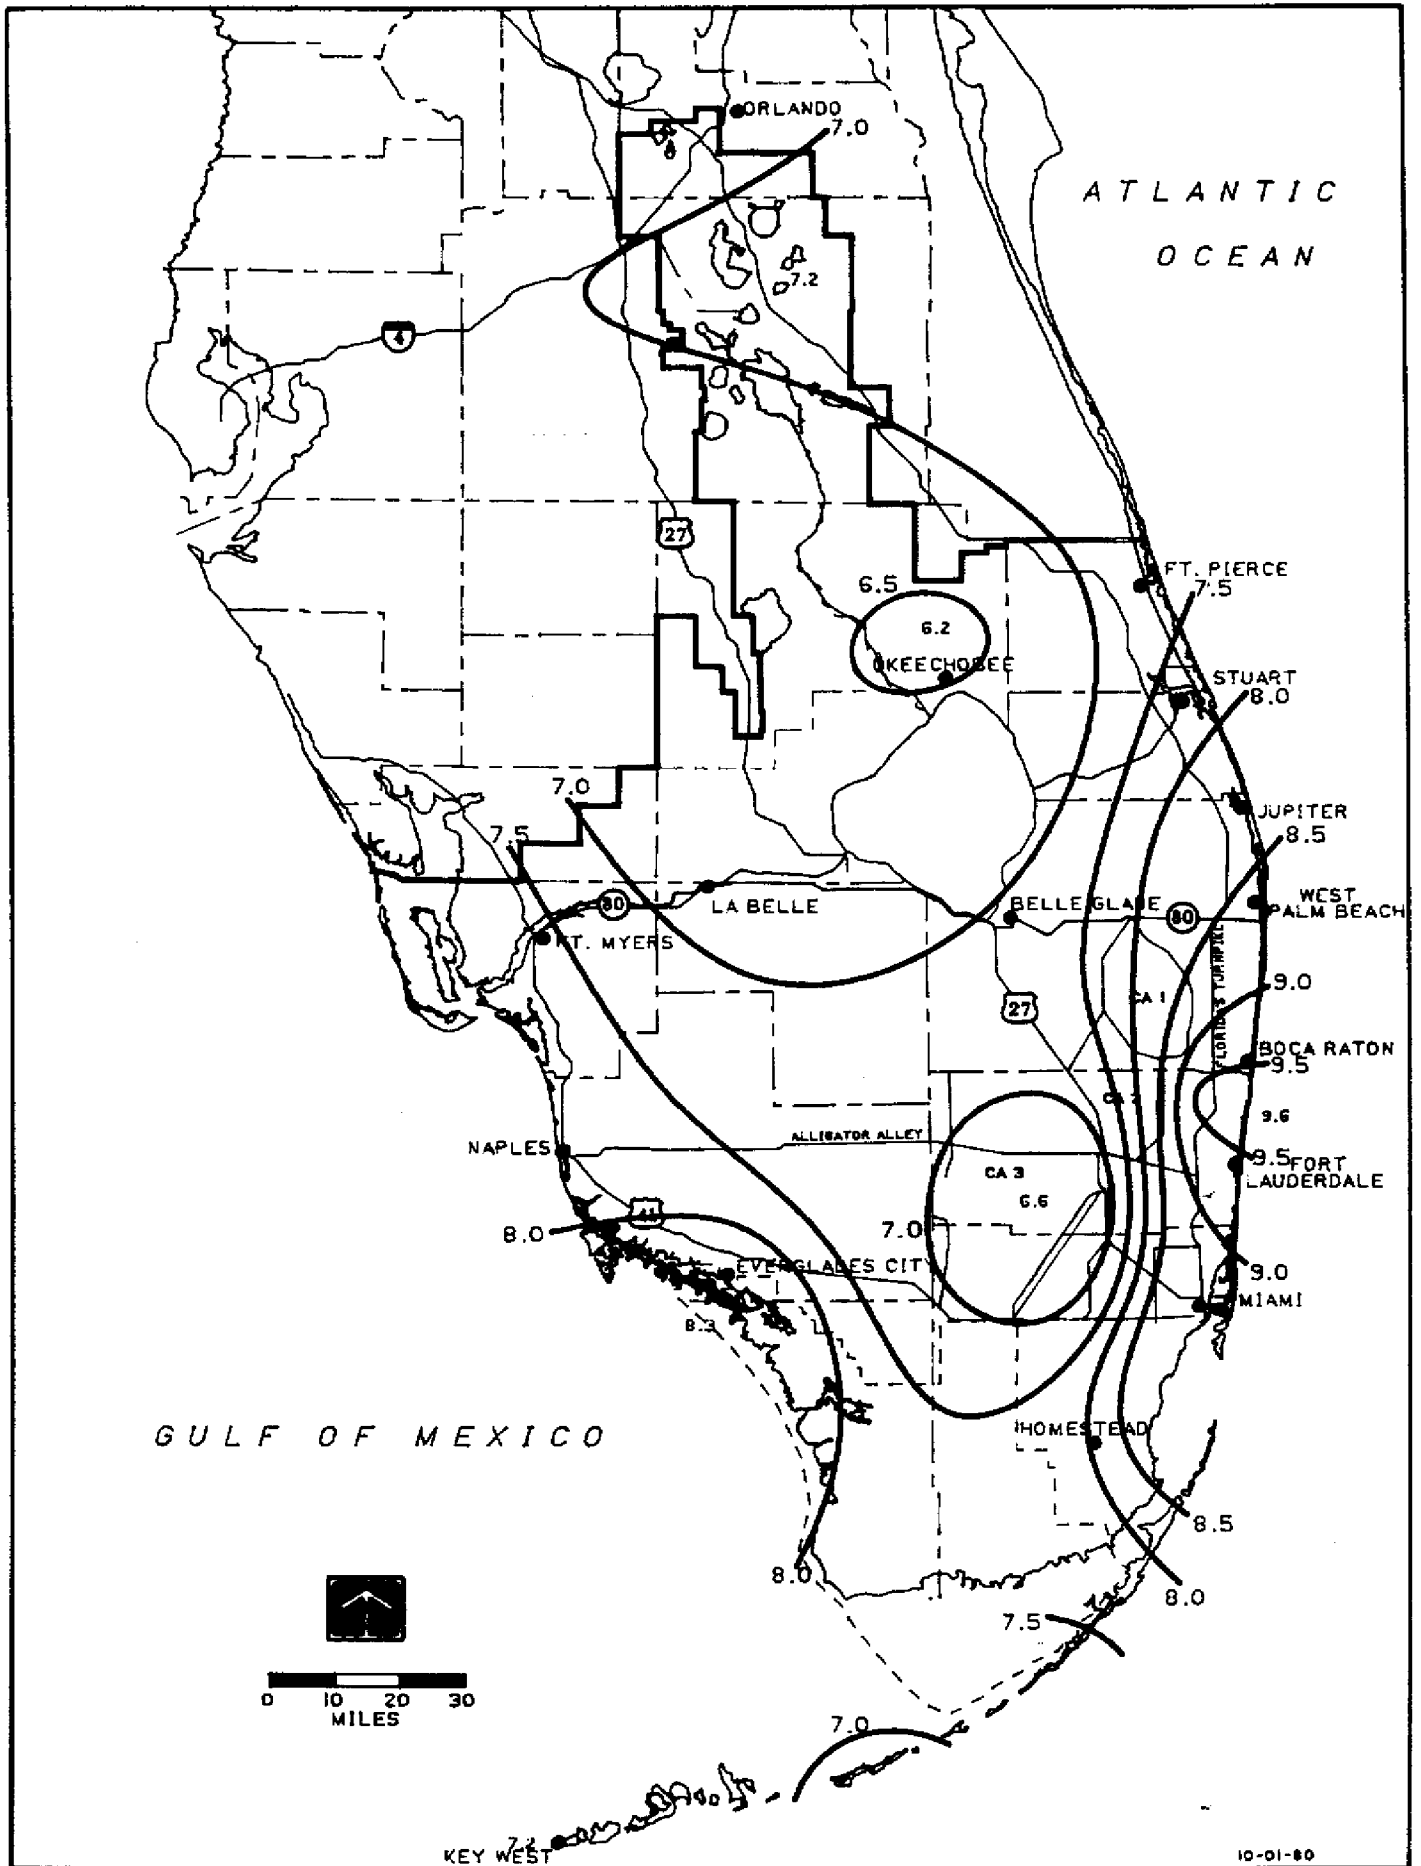 ORLANDO
7.0
ATLANTIC
OCEAN
7.2
4
27
FT. PIERCE
7.5
6.5
6.2
OKEECHOBEE
STUART
8.0
7.0
7.5
JUPITER
8.5
80
LA BELLE
BELLE GLADE
80
WEST
PALM BEACH
FT. MYERS
27
CA 1
FLORIDA'S TURNPIKE
9.0
BOCA RATON
9.5
9.6
NAPLES
ALLIGATOR ALLEY
CA 3
6.6
9.5
FORT
LAUDERDALE
41
8.0
7.0
EVERGLADES CITY
9.0
MIAMI
8.3
GULF OF MEXICO
HOMESTEAD
8.5
8.0
8.0
7.5
0 10 20 30
MILES
7.0
7.2
KEY WEST
10-01-80